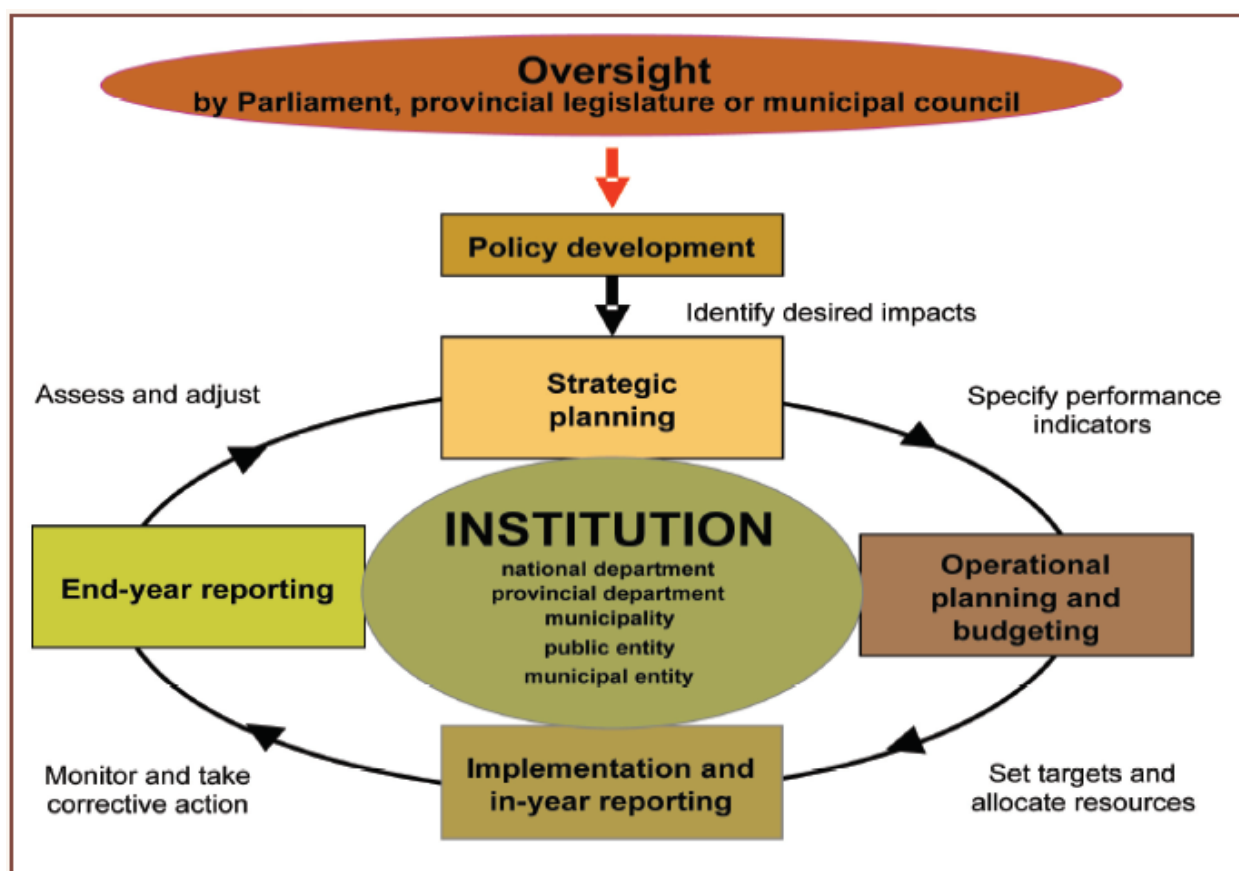 Oversight
by Parliament, provincial legislature or municipal council
Policy development
Identify desired impacts
Strategic
planning
Assess and adjust
Specify performance
indicators
INSTITUTION
national department
provincial department
municipality
public entity
municipal entity
End-year reporting
Operational
planning and
budgeting
Implementation and
in-year reporting
Monitor and take
corrective action
Set targets and
allocate resources